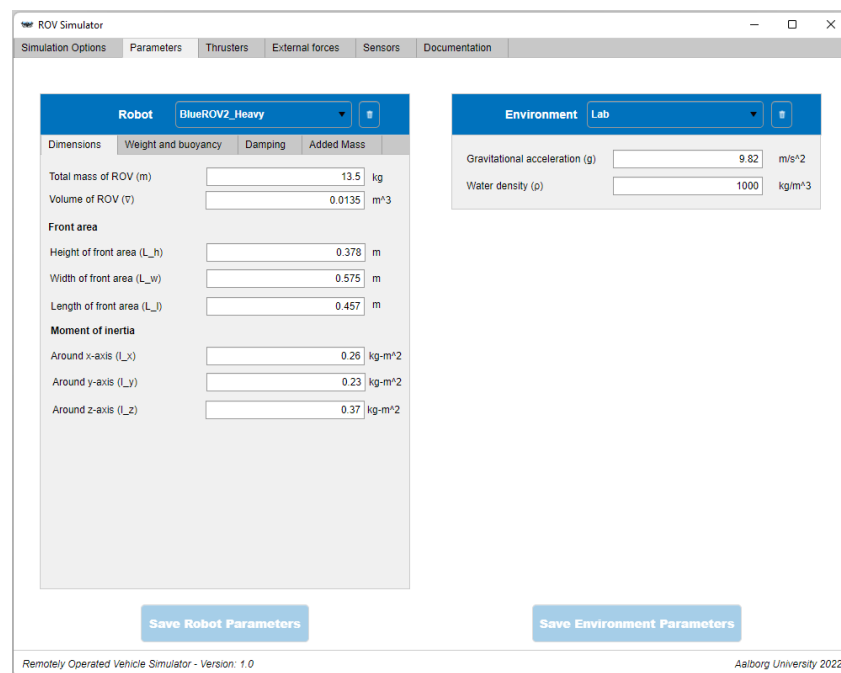 ROV Simulator
Simulation Options Parameters Thrusters External forces Sensors Documentation
Robot BlueROV2_Heavy
Dimensions Weight and buoyancy Damping Added Mass
Total mass of ROV (m) 13.5 kg
Volume of ROV (∇) 0.0135 m^3
Front area
Height of front area (L_h) 0.378 m
Width of front area (L_w) 0.575 m
Length of front area (L_l) 0.457 m
Moment of inertia
Around x-axis (I_x) 0.26 kg-m^2
Around y-axis (I_y) 0.23 kg-m^2
Around z-axis (I_z) 0.37 kg-m^2
Save Robot Parameters
Environment Lab
Gravitational acceleration (g) 9.82 m/s^2
Water density (ρ) 1000 kg/m^3
Save Environment Parameters
Remotely Operated Vehicle Simulator - Version: 1.0
Aalborg University 2022